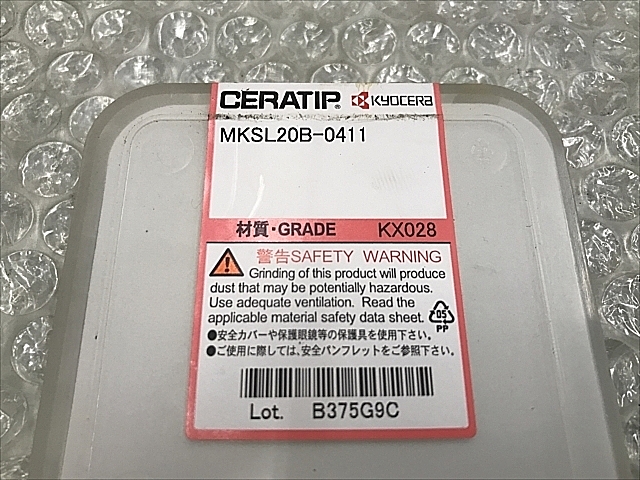 CERATIP® KYOCERA
MKSL20B-0411
材質・GRADE KX028
警告SAFETY WARNING
Grinding of this product will produce
dust that may be potentially hazardous.
Use adequate ventilation. Read the
applicable material safety data sheet.
05
PP
●安全カバーや保護眼鏡等の保護具を使用下さい。
●ご使用に際しては、安全パンフレットをご参照下さい。
Lot. B375G9C